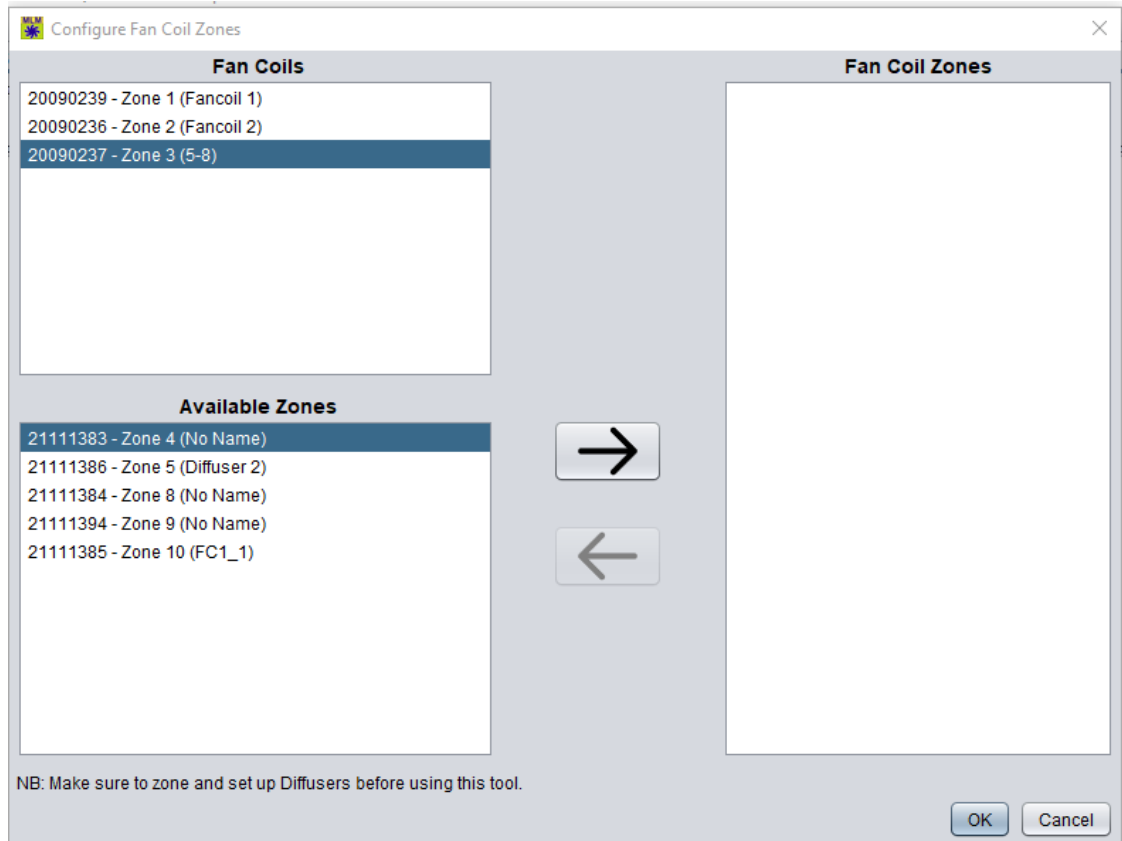 MLM
Configure Fan Coil Zones
Fan Coils
20090239 - Zone 1 (Fancoil 1)
20090236 - Zone 2 (Fancoil 2)
20090237 - Zone 3 (5-8)
Available Zones
21111383 - Zone 4 (No Name)
21111386 - Zone 5 (Diffuser 2)
21111384 - Zone 8 (No Name)
21111394 - Zone 9 (No Name)
21111385 - Zone 10 (FC1_1)
Fan Coil Zones
NB: Make sure to zone and set up Diffusers before using this tool.
OK
Cancel